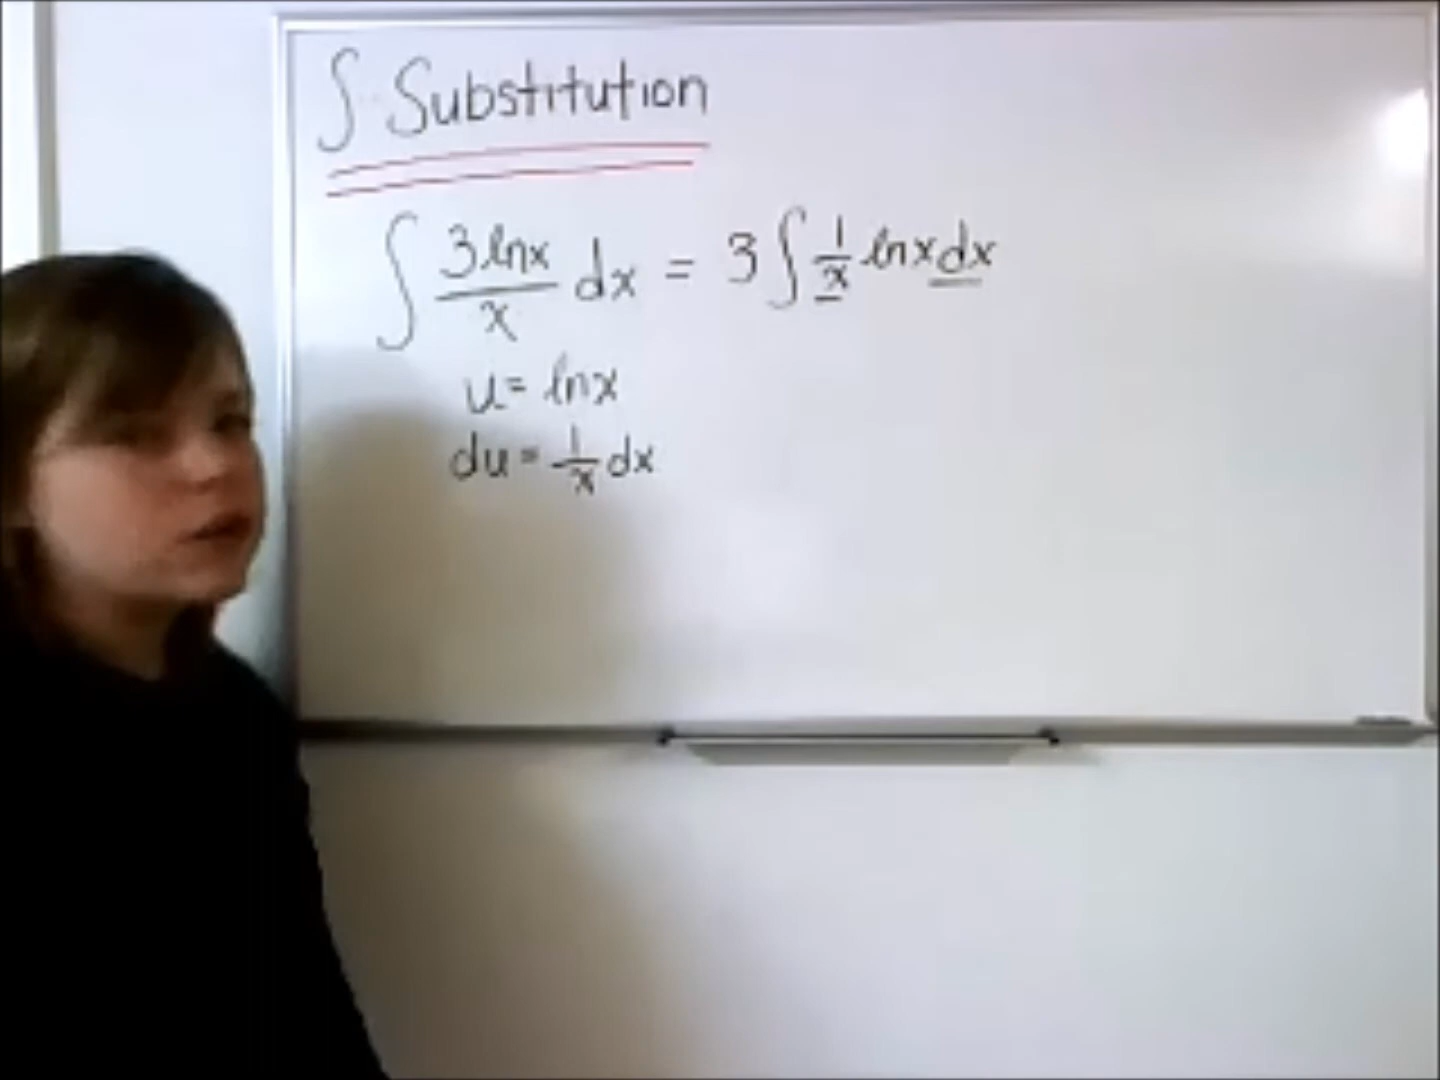 ∫ Substitution
∫ 3lnx/x dx = 3 ∫ 1/x lnx dx
u = lnx
du = 1/x dx